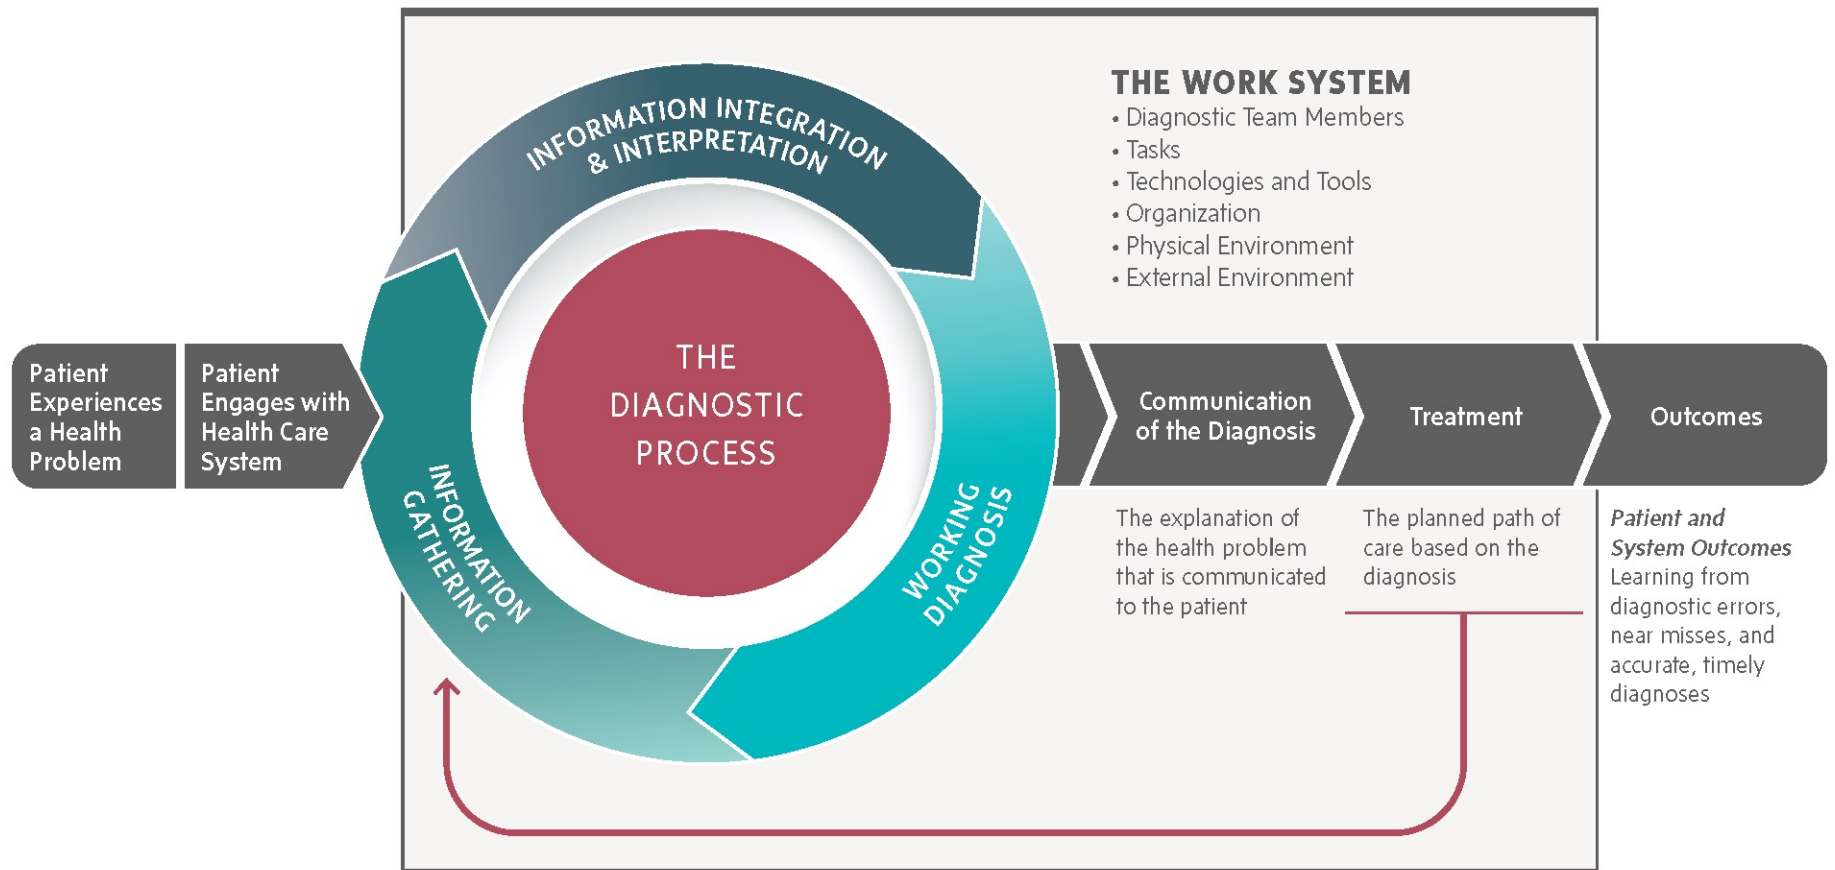 Patient
Experiences
a Health
Problem
Patient
Engages with
Health Care
System
INFORMATION INTEGRATION
& INTERPRETATION
INFORMATION
GATHERING
WORKING
DIAGNOSIS
THE
DIAGNOSTIC
PROCESS
THE WORK SYSTEM
• Diagnostic Team Members
• Tasks
• Technologies and Tools
• Organization
• Physical Environment
• External Environment
Communication
of the Diagnosis
The explanation of
the health problem
that is communicated
to the patient
Treatment
The planned path of
care based on the
diagnosis
Outcomes
Patient and
System Outcomes
Learning from
diagnostic errors,
near misses, and
accurate, timely
diagnoses